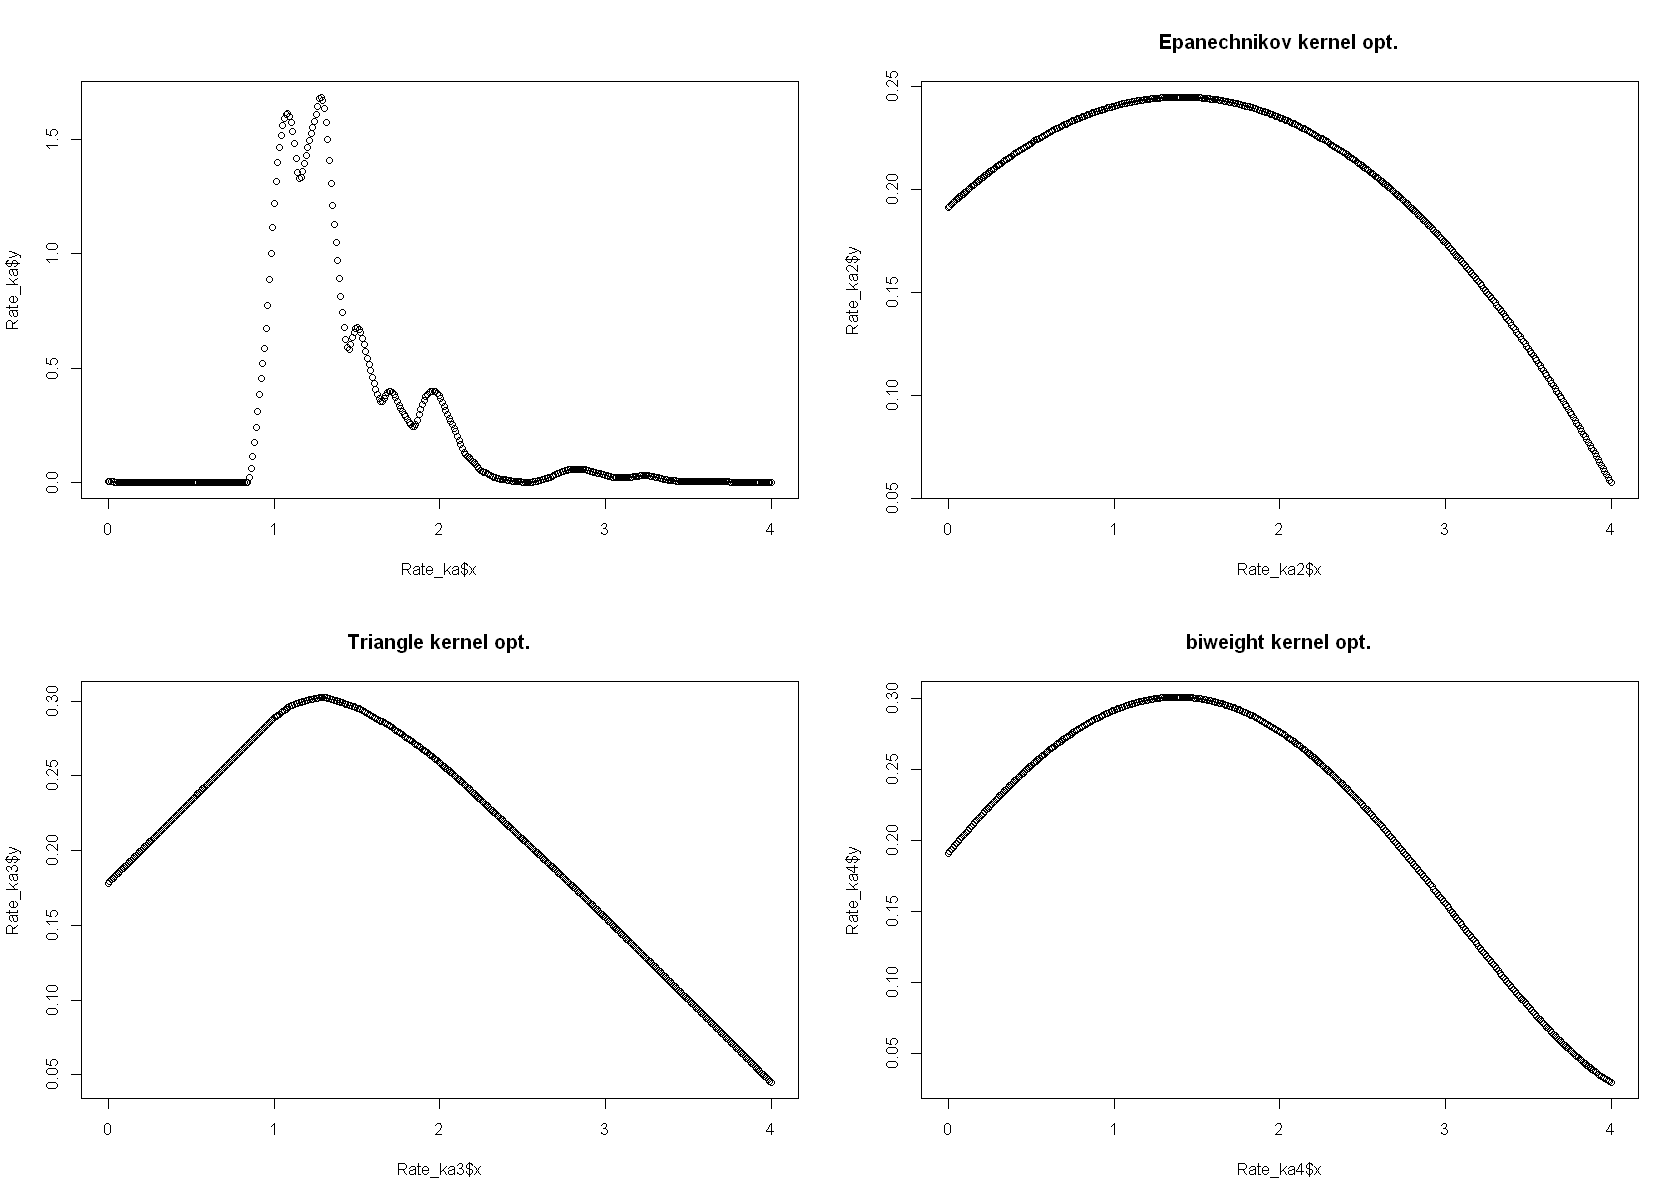 Rate_ka$y
1.5
1.0
0.5
0.0
0 1 2 3 4
Rate_ka$x
Epanechnikov kernel opt.
Rate_ka2$y
0.25
0.20
0.15
0.10
0.05
0 1 2 3 4
Rate_ka2$x
Triangle kernel opt.
Rate_ka3$y
0.30
0.25
0.20
0.15
0.10
0.05
0 1 2 3 4
Rate_ka3$x
biweight kernel opt.
Rate_ka4$y
0.30
0.25
0.20
0.15
0.10
0.05
0 1 2 3 4
Rate_ka4$x